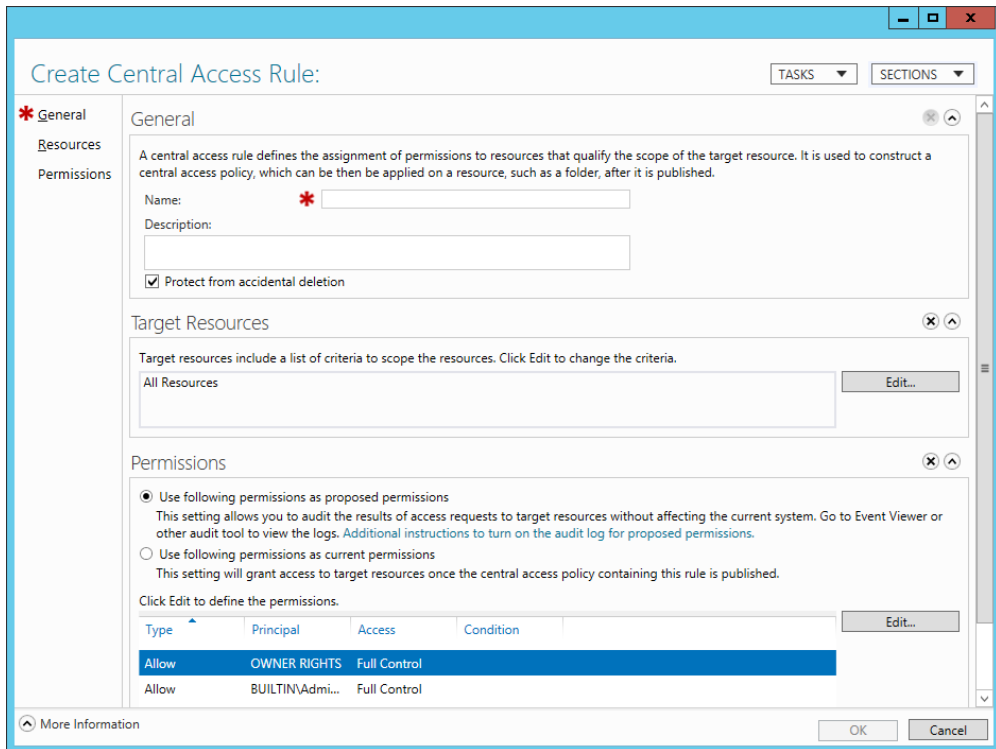 Create Central Access Rule:
TASKS
SECTIONS
General
Resources
Permissions
General
A central access rule defines the assignment of permissions to resources that qualify the scope of the target resource. It is used to construct a
central access policy, which can be then be applied on a resource, such as a folder, after it is published.
Name:
Description:
Protect from accidental deletion
Target Resources
Target resources include a list of criteria to scope the resources. Click Edit to change the criteria.
All Resources
Edit...
Permissions
Use following permissions as proposed permissions
This setting allows you to audit the results of access requests to target resources without affecting the current system. Go to Event Viewer or
other audit tool to view the logs. Additional instructions to turn on the audit log for proposed permissions.
Use following permissions as current permissions
This setting will grant access to target resources once the central access policy containing this rule is published.
Click Edit to define the permissions.
Edit...
Type Principal Access Condition
Allow OWNER RIGHTS Full Control
Allow BUILTIN\Admi... Full Control
More Information
OK
Cancel